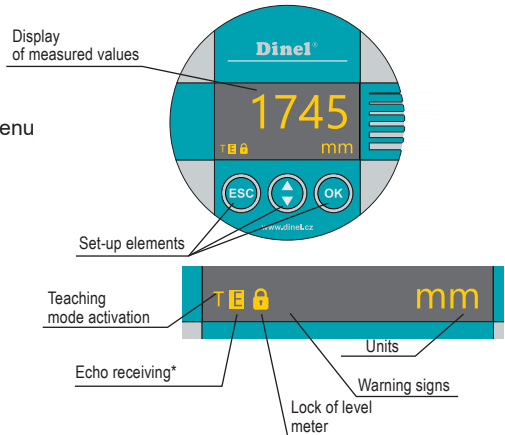 Display
of measured values
Dinel®
enu
1745
T E mm
ESC OK
www.dinel.cz
Set-up elements
T E mm
Teaching
mode activation
Units
Echo receiving*
Warning signs
Lock of level
meter